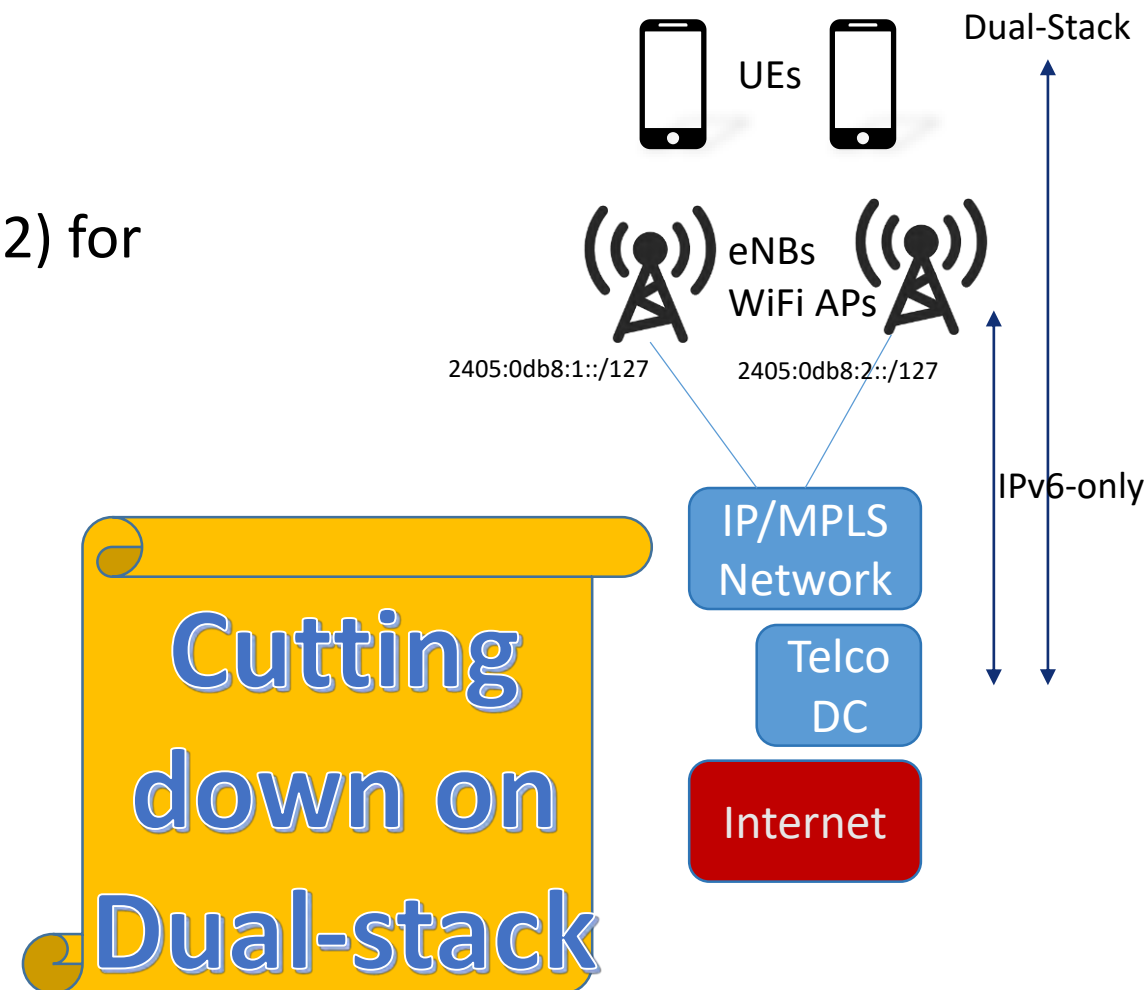 Dual-Stack
UEs
2) for
eNBs
WiFi APs
2405:0db8:1::/127
2405:0db8:2::/127
IPv6-only
IP/MPLS
Network
Telco
DC
Internet
Cutting
down on
Dual-stack